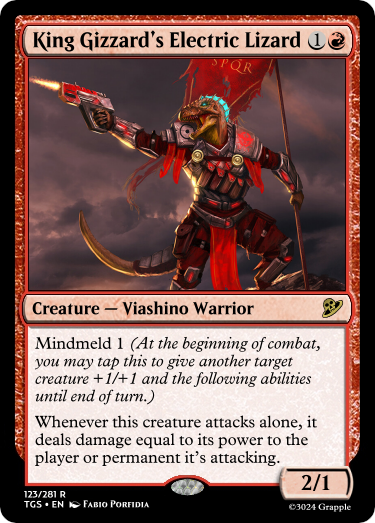 King Gizzard's Electric Lizard 1
SPQR
Creature — Viashino Warrior
Mindmeld 1 (At the beginning of combat,
you may tap this to give another target
creature +1/+1 and the following abilities
until end of turn.)
Whenever this creature attacks alone, it
deals damage equal to its power to the
player or permanent it's attacking.
2/1
123/281 R
TGS • EN Fabio Porfidia
©3024 Grapple